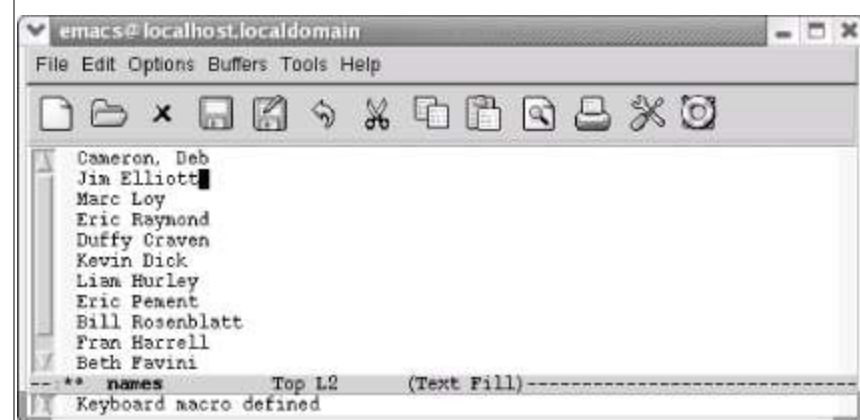 emacs@localhost.localdomain
File Edit Options Buffers Tools Help
Cameron, Deb
Jim Elliott
Marc Loy
Eric Raymond
Duffy Craven
Kevin Dick
Liam Hurley
Eric Pement
Bill Rosenblatt
Fran Harrell
Beth Favini
--:** names Top L2 (Text Fill)-----------------------------
Keyboard macro defined